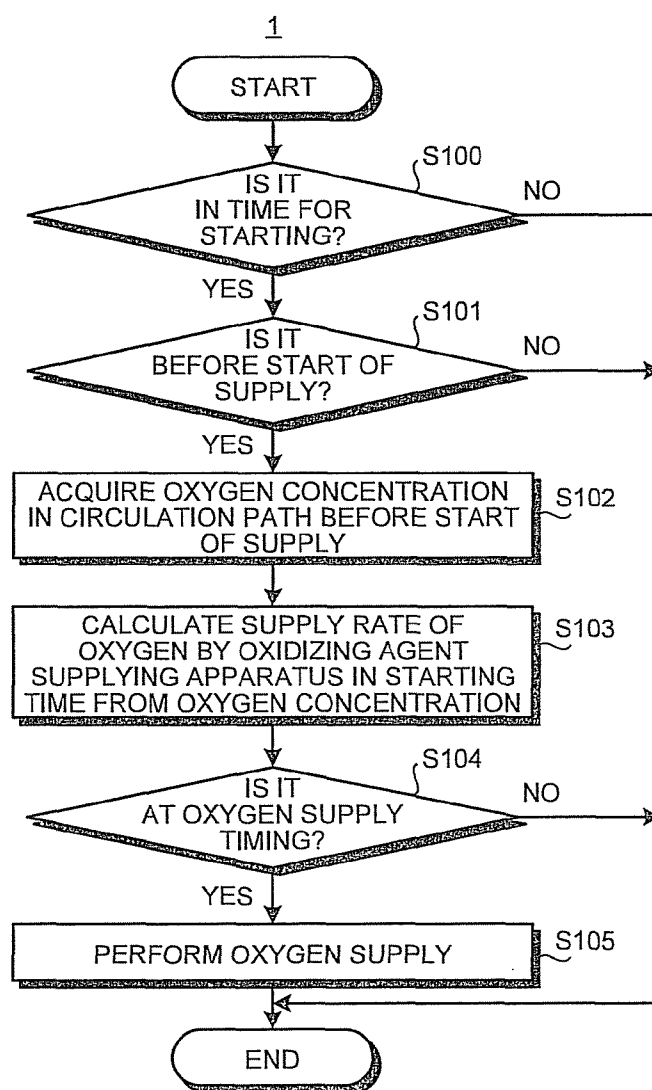 1
START
S100
IS IT
IN TIME FOR
STARTING?
NO
YES
S101
IS IT
BEFORE START OF
SUPPLY?
NO
YES
ACQUIRE OXYGEN CONCENTRATION
IN CIRCULATION PATH BEFORE START
OF SUPPLY
S102
CALCULATE SUPPLY RATE OF
OXYGEN BY OXIDIZING AGENT
SUPPLYING APPARATUS IN STARTING
TIME FROM OXYGEN CONCENTRATION
S103
S104
IS IT
AT OXYGEN SUPPLY
TIMING?
NO
YES
PERFORM OXYGEN SUPPLY
S105
END